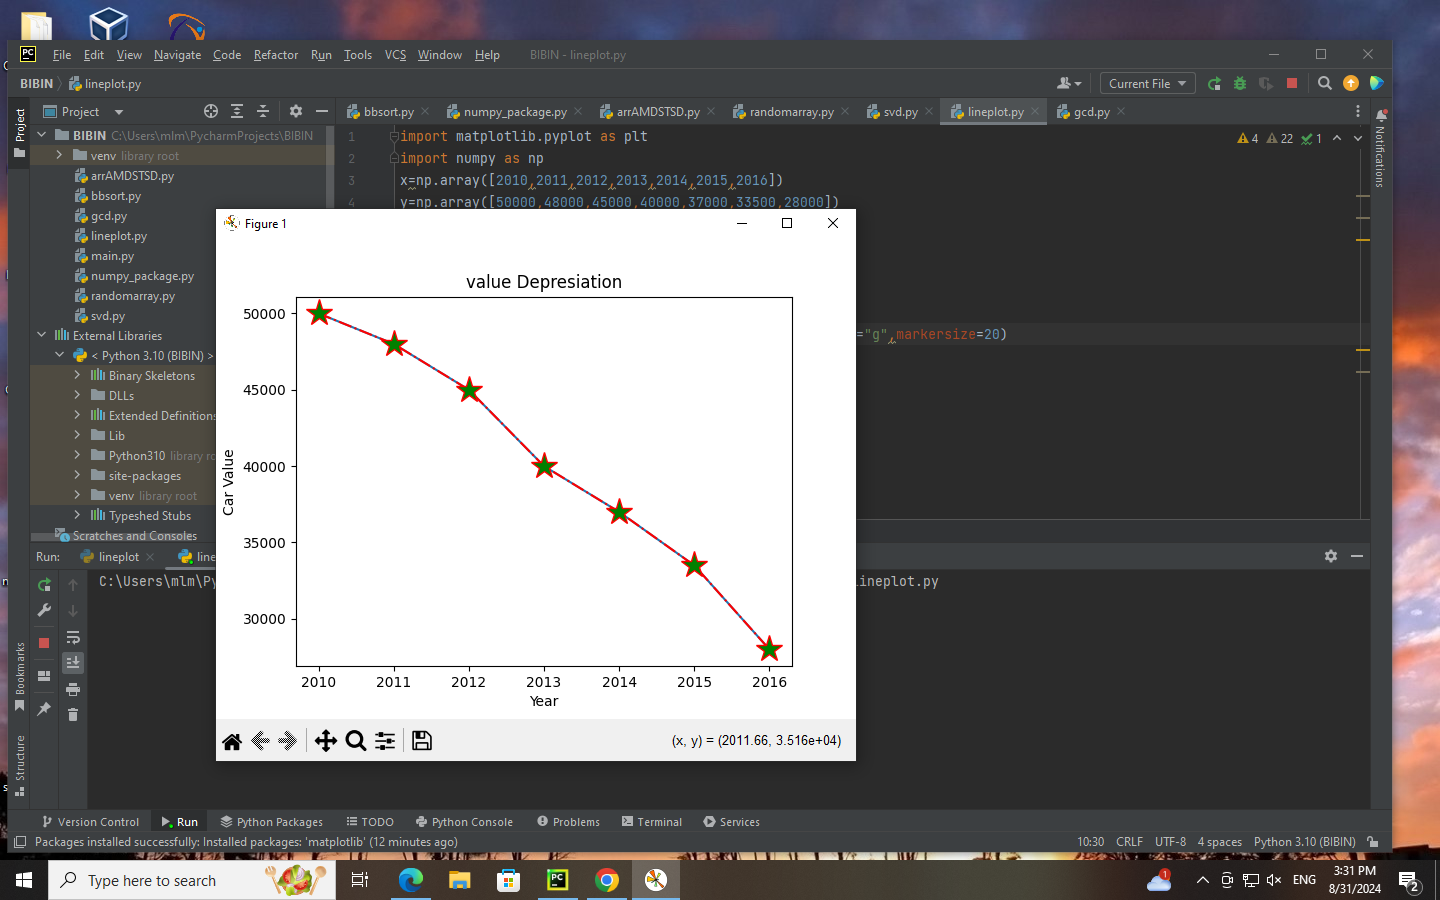 PC File Edit View Navigate Code Refactor Run Tools VCS Window Help BIBIN - lineplot.py
BIBIN lineplot.py Current File
Project bbsort.py numpy_package.py arrAMDSTSD.py randomarray.py svd.py lineplot.py gcd.py
Project
Notifications
BIBIN C:\Users\mlm\PycharmProjects\BIBIN
venv library root
arrAMDSTSD.py
bbsort.py
gcd.py
lineplot.py
main.py
numpy_package.py
randomarray.py
svd.py
External Libraries
< Python 3.10 (BIBIN) >
Binary Skeletons
DLLs
Extended Definitions
Lib
Python310 library ro
site-packages
venv library root
Typeshed Stubs
Scratches and Consoles
1 import matplotlib.pyplot as plt
2 import numpy as np
3 x=np.array([2010,2011,2012,2013,2014,2015,2016])
4 y=np.array([50000,48000,45000,40000,37000,33500,28000])
="g",markersize=20)
4 22 1
Figure 1
value Depresiation
50000
45000
40000
35000
30000
Car Value
2010 2011 2012 2013 2014 2015 2016
Year
(x, y) = (2011.66, 3.516e+04)
Run: lineplot line
C:\Users\mlm\Py
lineplot.py
Bookmarks
Structure
Version Control Run Python Packages TODO Python Console Problems Terminal Services
Packages installed successfully: Installed packages: 'matplotlib' (12 minutes ago) 10:30 CRLF UTF-8 4 spaces Python 3.10 (BIBIN)
Type here to search
PC
1
ENG
3:31 PM
8/31/2024
2